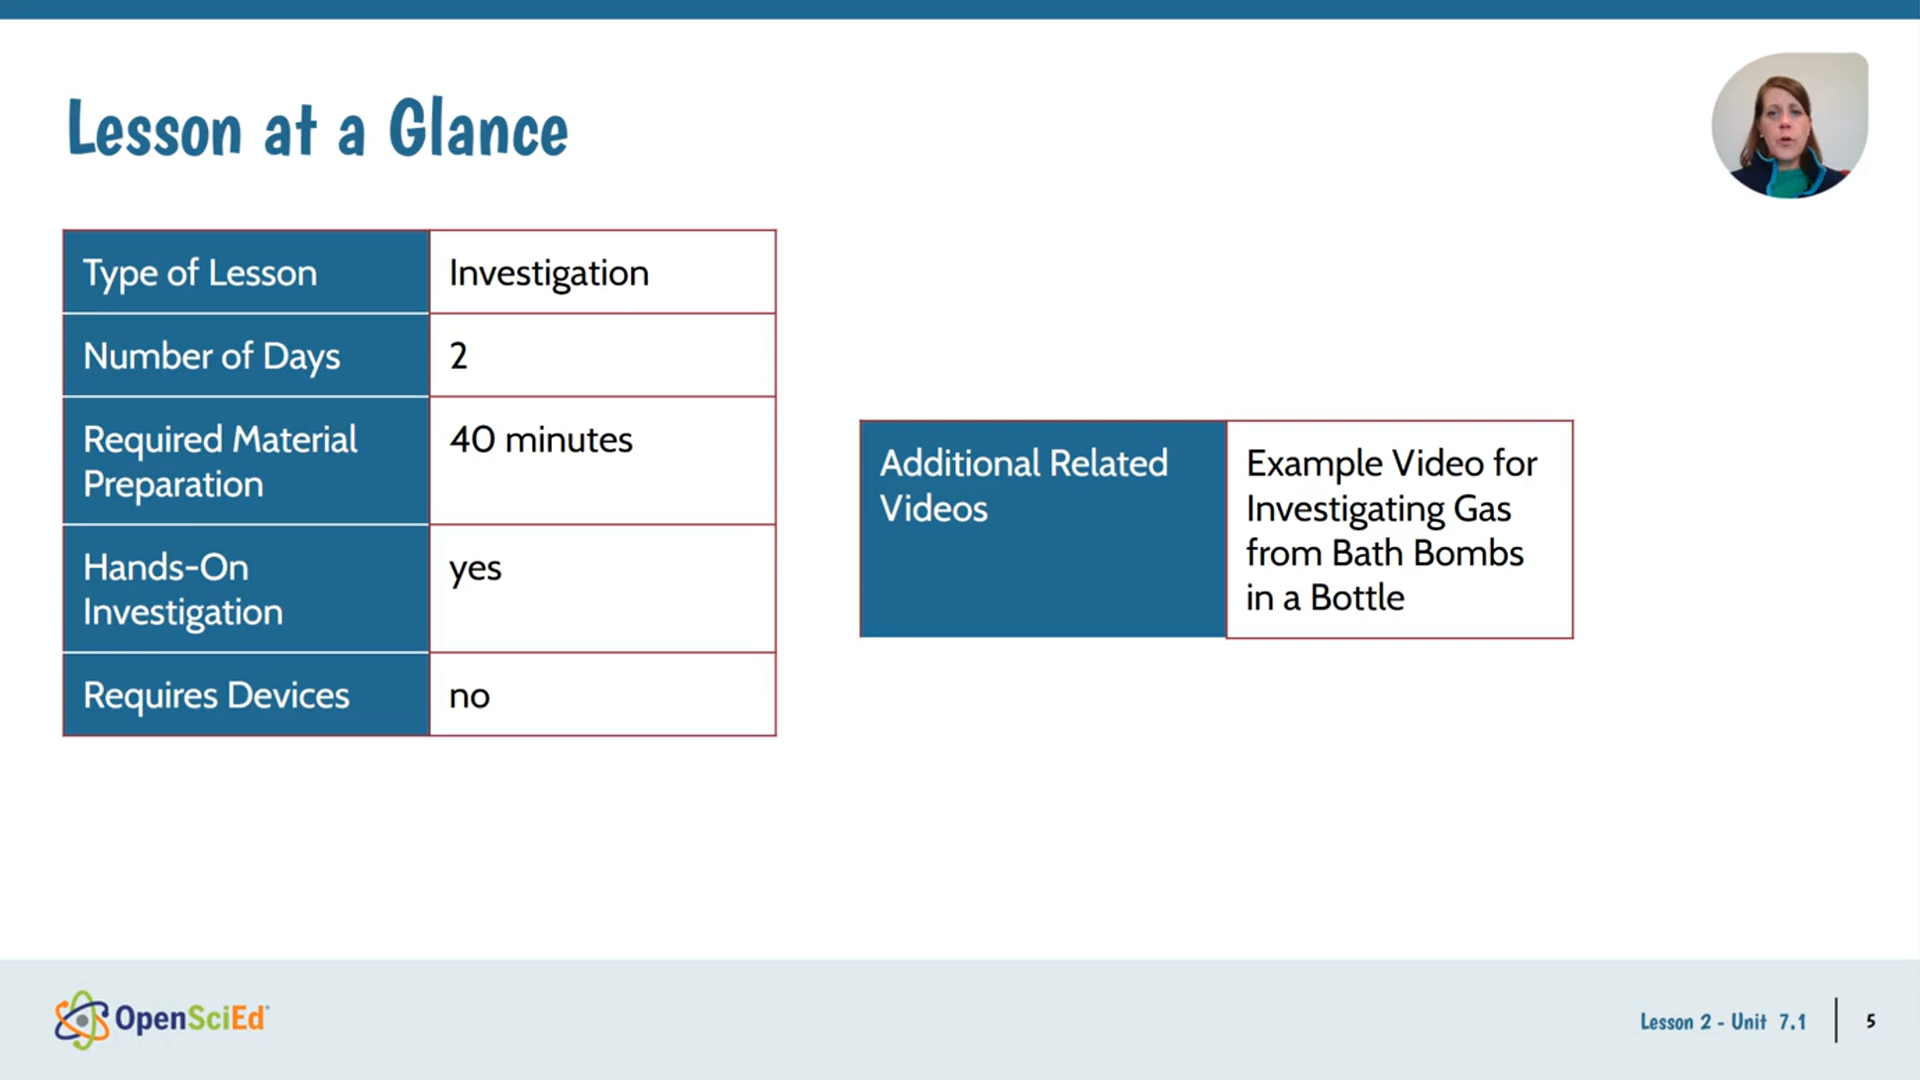 Lesson at a Glance
Type of Lesson
Investigation
Number of Days
2
Required Material
Preparation
40 minutes
Hands-On
Investigation
yes
Requires Devices
no
Additional Related
Videos
Example Video for
Investigating Gas
from Bath Bombs
in a Bottle
OpenSciEd
Lesson 2 - Unit 7.1
5